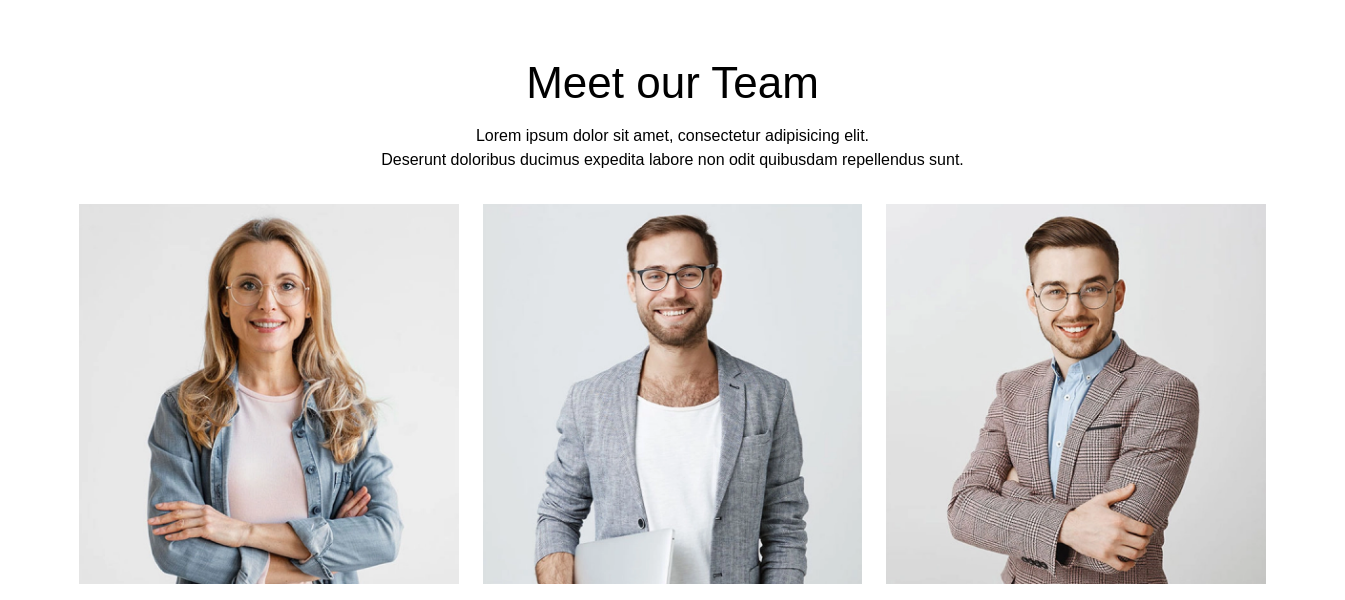 Meet our Team
Lorem ipsum dolor sit amet, consectetur adipisicing elit.
Deserunt doloribus ducimus expedita labore non odit quibusdam repellendus sunt.